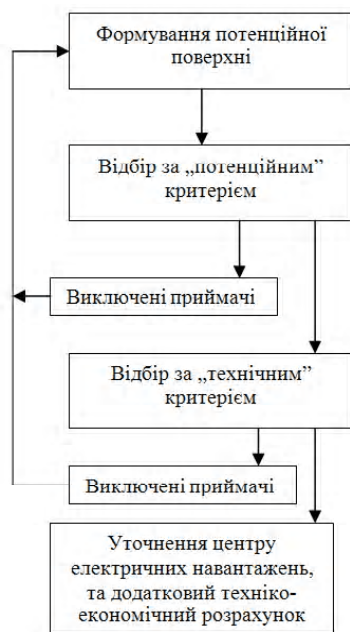 Формування потенційної
поверхні
Відбір за „потенційним”
критерієм
Виключені приймачі
Відбір за „технічним”
критерієм
Виключені приймачі
Уточнення центру
електричних навантажень,
та додатковий техніко-
економічний розрахунок